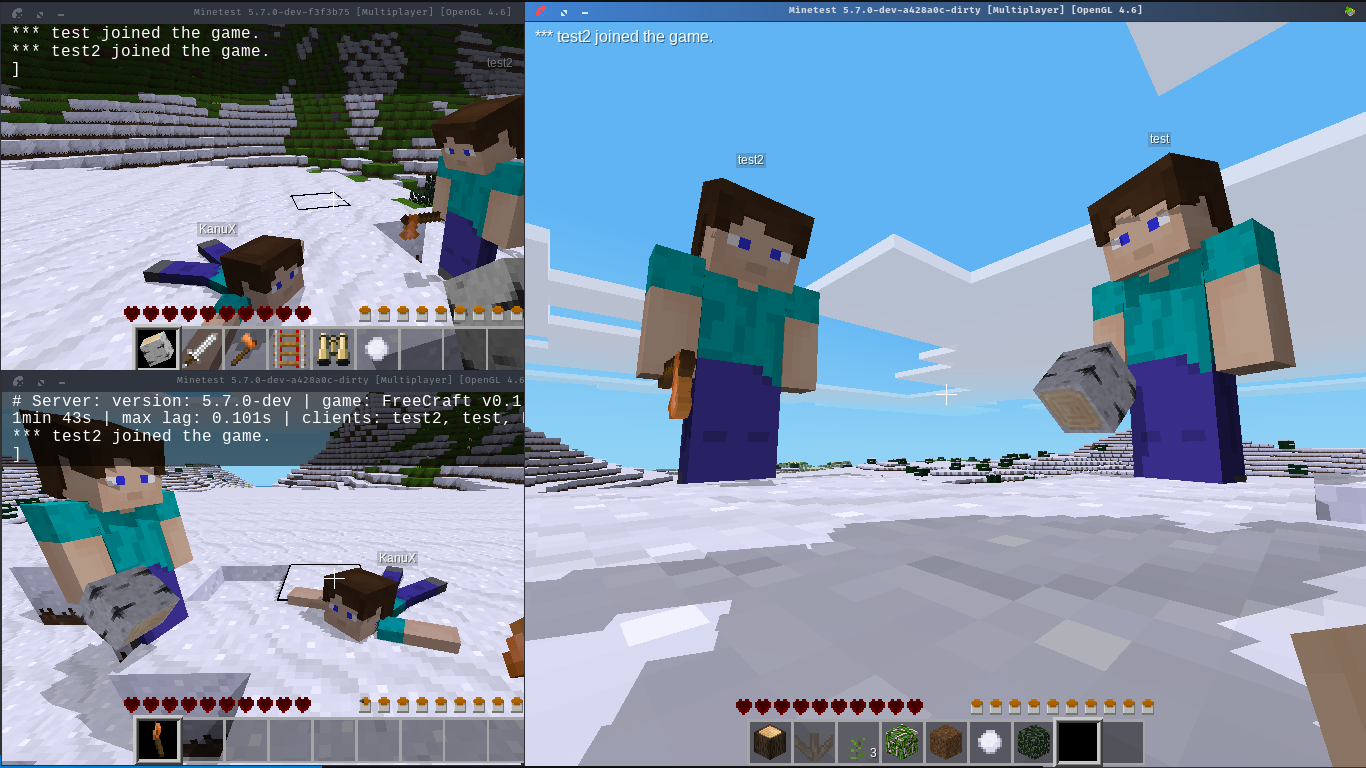 Minetest 5.7.0-dev-f3f3b75 [Multiplayer] [OpenGL 4.6]
*** test joined the game.
*** test2 joined the game.
]
test2
KanuX
Minetest 5.7.0-dev-a428a0c-dirty [Multiplayer] [OpenGL 4.6
# Server: version: 5.7.0-dev | game: FreeCraft v0.1
1min 43s | max lag: 0.101s | clients: test2, test,
*** test2 joined the game.
]
KanuX
Minetest 5.7.0-dev-a428a0c-dirty [Multiplayer] [OpenGL 4.6]
*** test2 joined the game.
test
test2
3